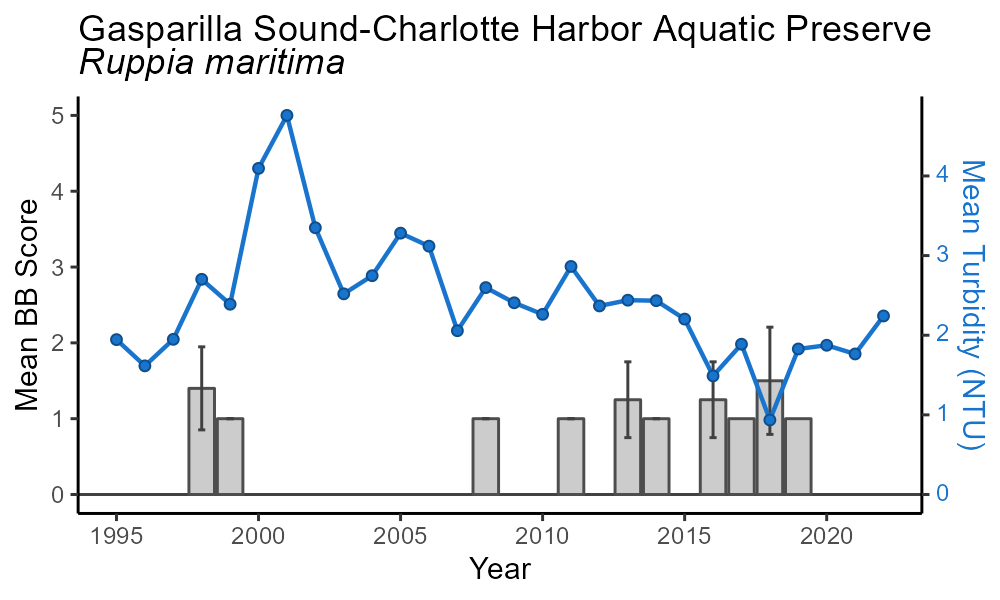 Gasparilla Sound-Charlotte Harbor Aquatic Preserve
Ruppia maritima
Mean BB Score
5
4
3
2
1
0
4
3
2
1
0
Mean Turbidity (NTU)
1995 2000 2005 2010 2015 2020
Year